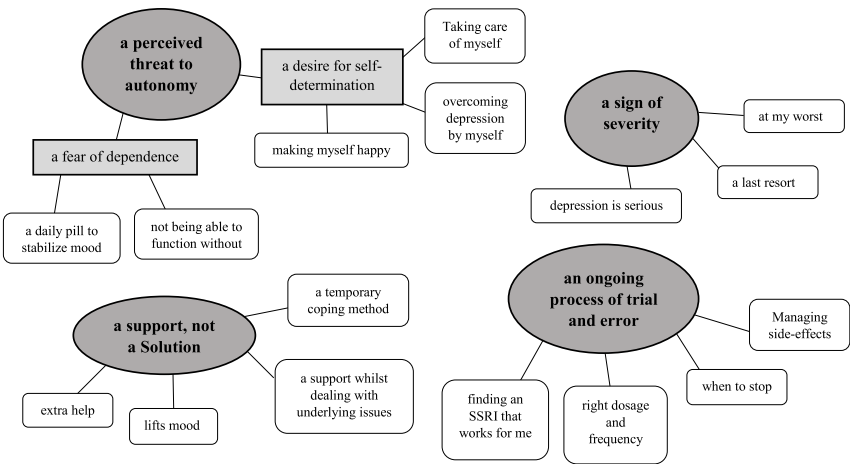 a perceived
threat to
autonomy
a desire for self-
determination
Taking care
of myself
overcoming
depression
by myself
making myself happy
a fear of dependence
a daily pill to
stabilize mood
not being able to
function without
a sign of
severity
at my worst
a last resort
depression is serious
a support, not
a Solution
a temporary
coping method
a support whilst
dealing with
underlying issues
lifts mood
extra help
an ongoing
process of trial
and error
Managing
side-effects
when to stop
right dosage
and
frequency
finding an
SSRI that
works for me